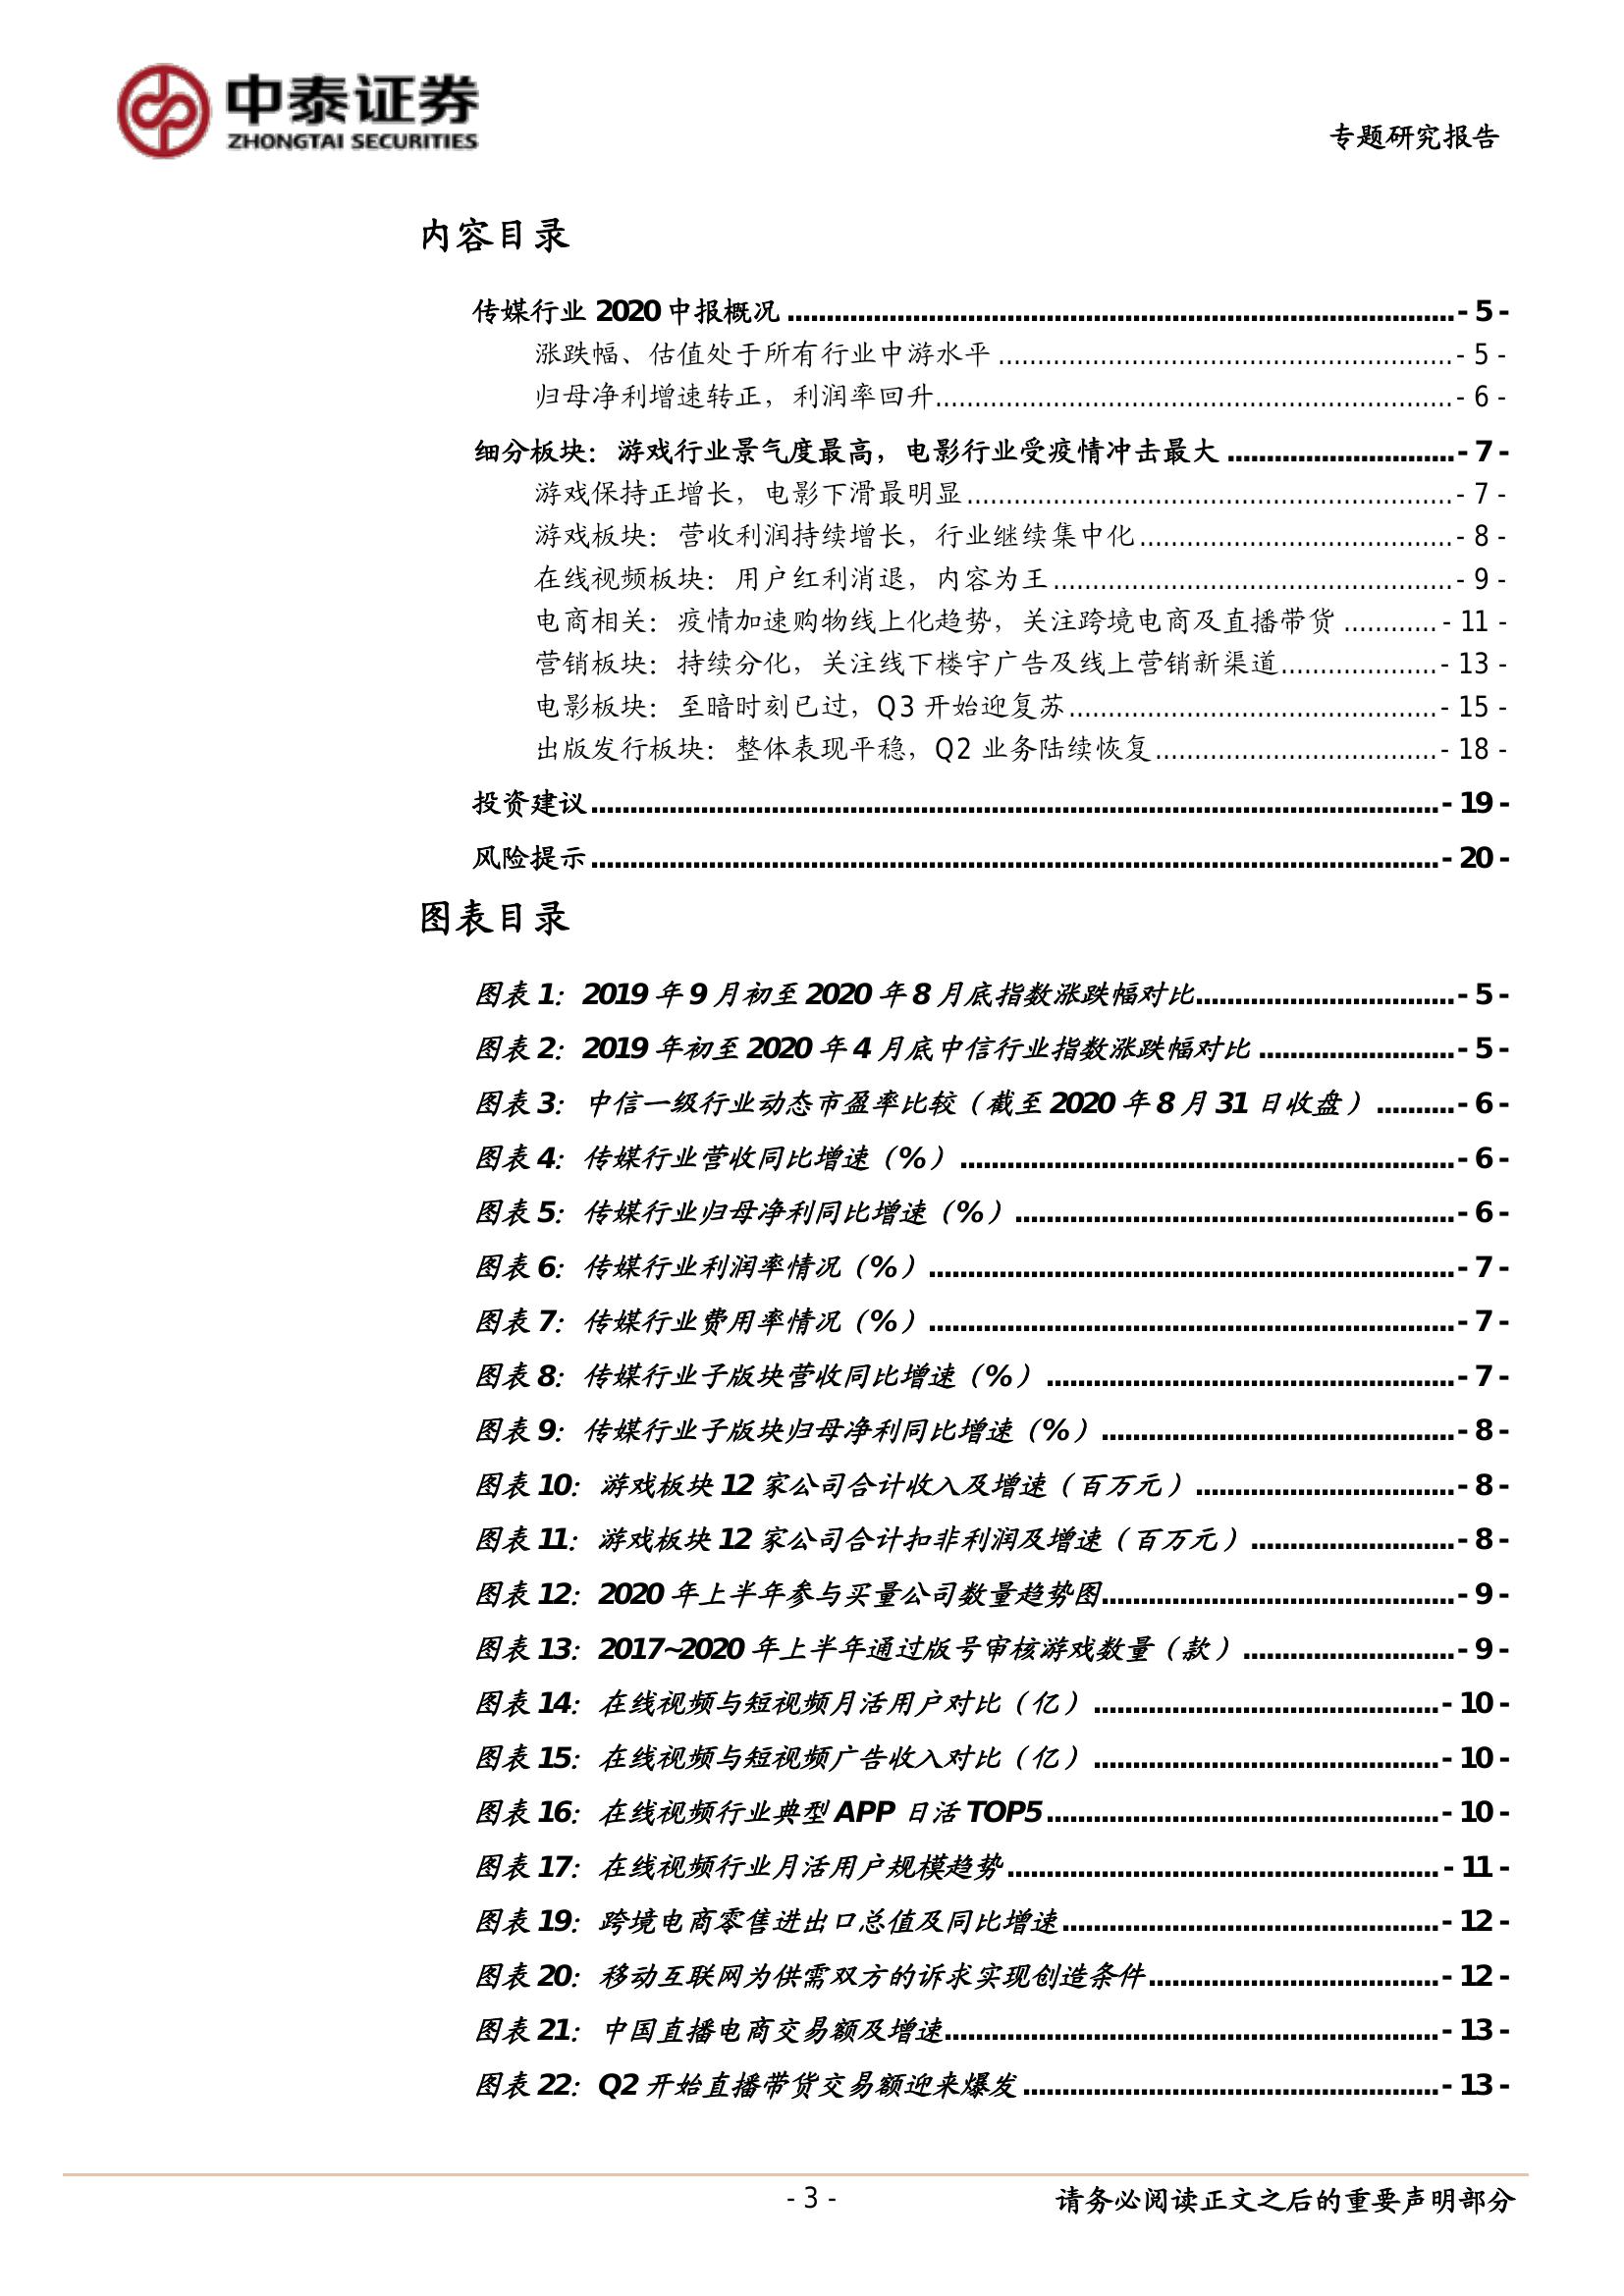 中泰证券
ZHONGTAI SECURITIES
专题研究报告
内容目录
传媒行业 2020 中报概况 - 5 -
涨跌幅、估值处于所有行业中游水平 - 5 -
归母净利增速转正，利润率回升 - 6 -
细分板块：游戏行业景气度最高，电影行业受疫情冲击最大 - 7 -
游戏保持正增长，电影下滑最明显 - 7 -
游戏板块：营收利润持续增长，行业继续集中化 - 8 -
在线视频板块：用户红利消退，内容为王 - 9 -
电商相关：疫情加速购物线上化趋势，关注跨境电商及直播带货 - 11 -
营销板块：持续分化，关注线下楼宇广告及线上营销新渠道 - 13 -
电影板块：至暗时刻已过，Q3 开始迎复苏 - 15 -
出版发行板块：整体表现平稳，Q2 业务陆续恢复 - 18 -
投资建议 - 19 -
风险提示 - 20 -
图表目录
图表 1：2019 年 9 月初至 2020 年 8 月底指数涨跌幅对比 - 5 -
图表 2：2019 年初至 2020 年 4 月底中信行业指数涨跌幅对比 - 5 -
图表 3：中信一级行业动态市盈率比较（截至 2020 年 8 月 31 日收盘） - 6 -
图表 4：传媒行业营收同比增速（%） - 6 -
图表 5：传媒行业归母净利同比增速（%） - 6 -
图表 6：传媒行业利润率情况（%） - 7 -
图表 7：传媒行业费用率情况（%） - 7 -
图表 8：传媒行业子版块营收同比增速（%） - 7 -
图表 9：传媒行业子版块归母净利同比增速（%） - 8 -
图表 10：游戏板块 12 家公司合计收入及增速（百万元） - 8 -
图表 11：游戏板块 12 家公司合计扣非利润及增速（百万元） - 8 -
图表 12：2020 年上半年参与买量公司数量趋势图 - 9 -
图表 13：2017~2020 年上半年通过版号审核游戏数量（款） - 9 -
图表 14：在线视频与短视频月活用户对比（亿） - 10 -
图表 15：在线视频与短视频广告收入对比（亿） - 10 -
图表 16：在线视频行业典型 APP 日活 TOP5 - 10 -
图表 17：在线视频行业月活用户规模趋势 - 11 -
图表 19：跨境电商零售进出口总值及同比增速 - 12 -
图表 20：移动互联网为供需双方的诉求实现创造条件 - 12 -
图表 21：中国直播电商交易额及增速 - 13 -
图表 22：Q2 开始直播带货交易额迎来爆发 - 13 -
- 3 -
请务必阅读正文之后的重要声明部分